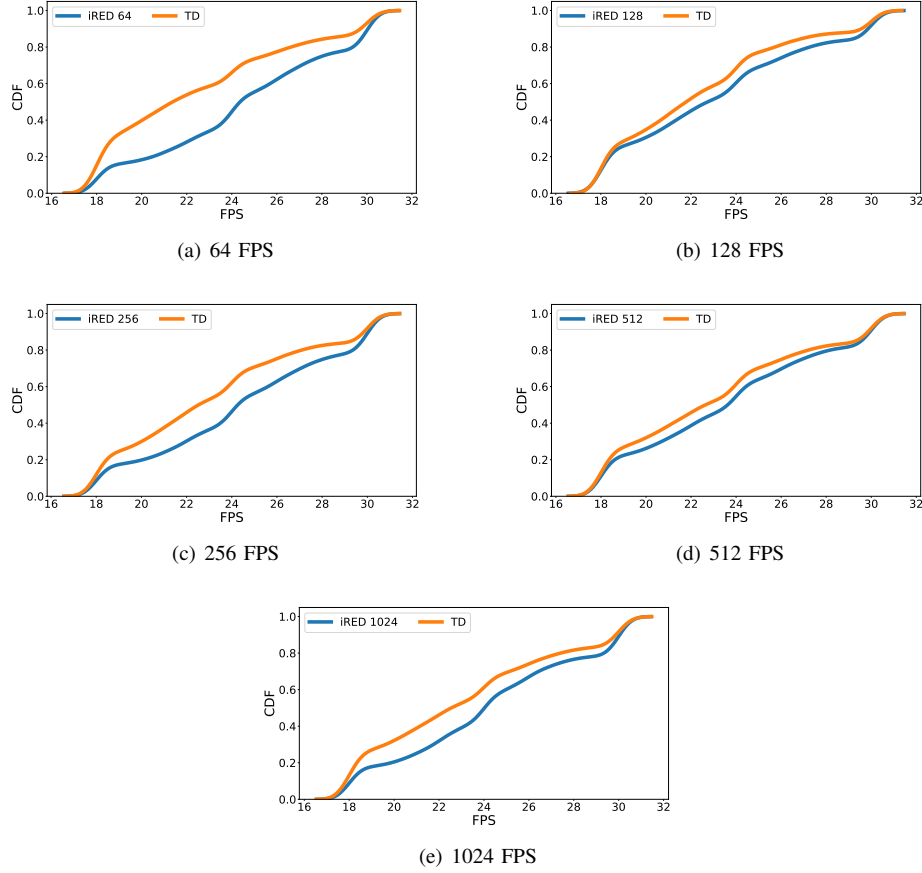 iRED 64 TD
1.0
0.8
0.6
0.4
0.2
0.0
CDF
16 18 20 22 24 26 28 30 32
FPS
(a) 64 FPS
iRED 128 TD
1.0
0.8
0.6
0.4
0.2
0.0
CDF
16 18 20 22 24 26 28 30 32
FPS
(b) 128 FPS
iRED 256 TD
1.0
0.8
0.6
0.4
0.2
0.0
CDF
16 18 20 22 24 26 28 30 32
FPS
(c) 256 FPS
iRED 512 TD
1.0
0.8
0.6
0.4
0.2
0.0
CDF
16 18 20 22 24 26 28 30 32
FPS
(d) 512 FPS
iRED 1024 TD
1.0
0.8
0.6
0.4
0.2
0.0
CDF
16 18 20 22 24 26 28 30 32
FPS
(e) 1024 FPS